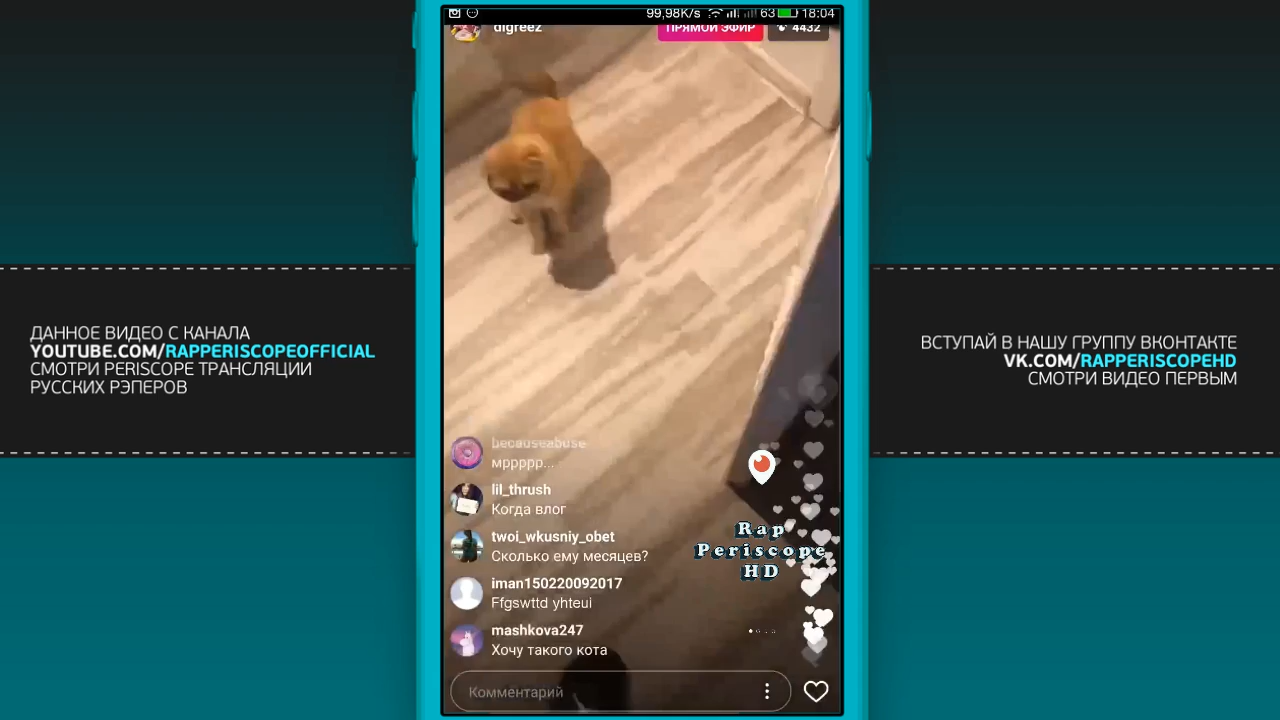 99,98K/s 63 18:04
digreez ПРЯМОЙ ЭФИР 4432
ДАННОЕ ВИДЕО С КАНАЛА
YOUTUBE.COM/RAPPERISCOPEOFFICIAL
СМОТРИ PERISCOPE ТРАНСЛЯЦИИ
РУССКИХ РЭПЕРОВ
becauseabuse
мррррр...
lil_thrush
Когда влог
twoi_wkusniy_obet
Сколько ему месяцев?
iman150220092017
Ffgswttd yhteui
mashkova247
Хочу такого кота
Комментарий
Rap
Periscope
HD
ВСТУПАЙ В НАШУ ГРУППУ ВКОНТАКТЕ
VK.COM/RAPPERISCOPEHD
СМОТРИ ВИДЕО ПЕРВЫМ